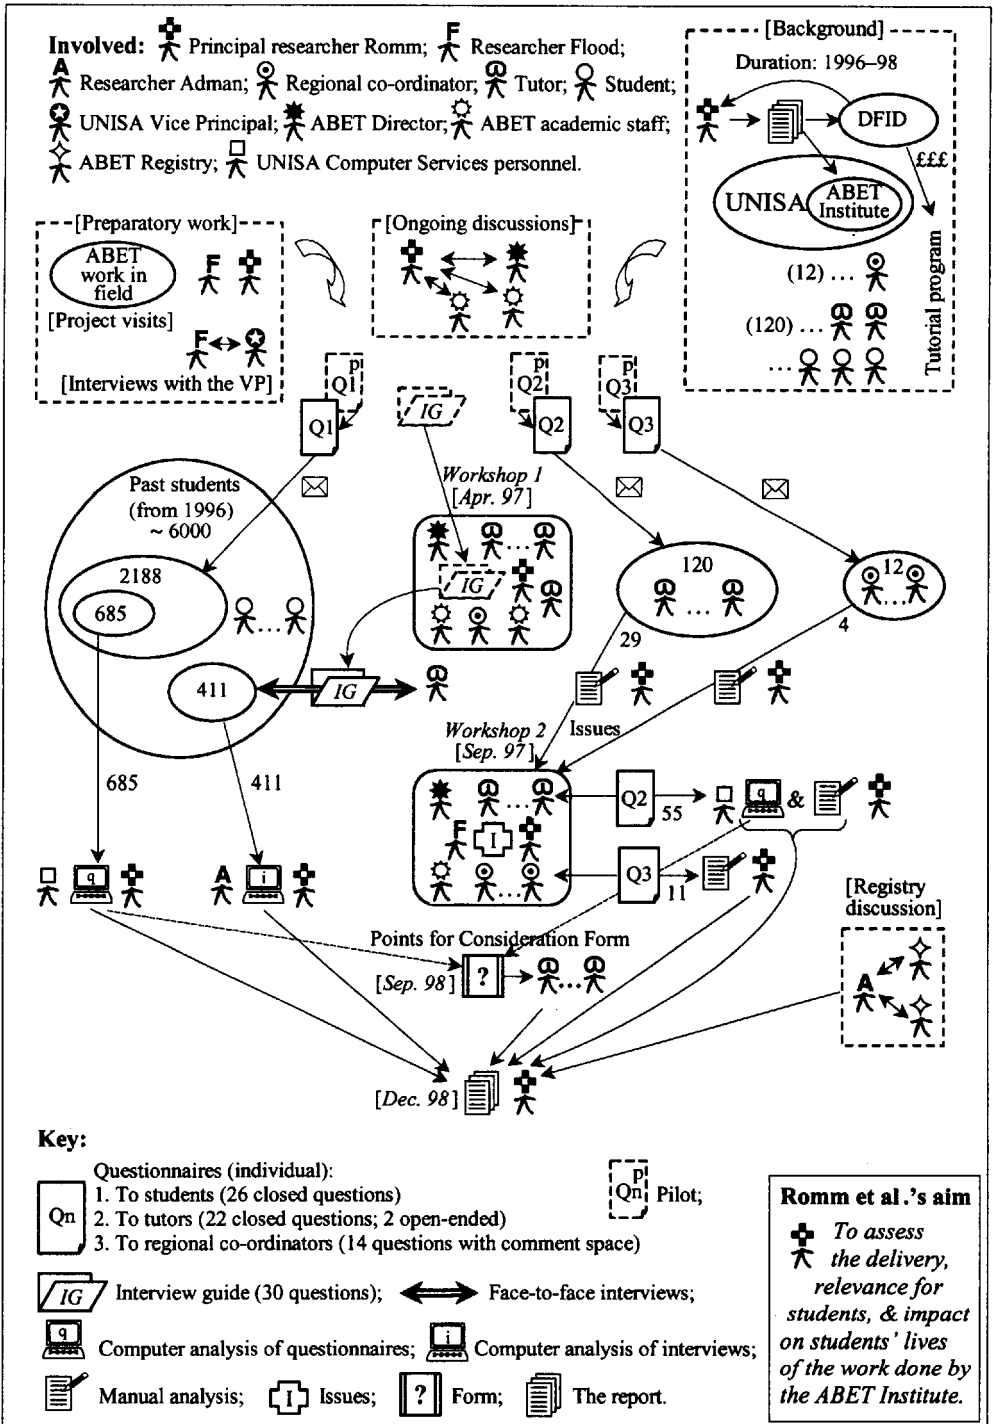 Involved: Principal researcher Romm; F Researcher Flood;
A Researcher Adman; Regional co-ordinator; Tutor; Student;
UNISA Vice Principal; ABET Director; ABET academic staff;
ABET Registry; UNISA Computer Services personnel.
[Background]
Duration: 1996–98
DFID
£££
UNISA
ABET
Institute
(12) ...
(120) ...
...
Tutorial program
[Preparatory work]
ABET
work in
field
F
[Project visits]
F
[Interviews with the VP]
[Ongoing discussions]
p
Q1
Q1
IG
p
Q2
Q2
p
Q3
Q3
Past students
(from 1996)
~ 6000
2188
685
...
411
Workshop 1
[Apr. 97]
...
IG
120
...
29
12
...
4
IG
Workshop 2
[Sep. 97]
Issues
...
F
I
...
Q2
55
q
&
Q3
11
685
411
q
A
i
Points for Consideration Form
[Sep. 98]
?
...
[Registry
discussion]
A
[Dec. 98]
Key:
Qn
Questionnaires (individual):
1. To students (26 closed questions)
2. To tutors (22 closed questions; 2 open-ended)
3. To regional co-ordinators (14 questions with comment space)
p
Qn
Pilot;
IG Interview guide (30 questions); Face-to-face interviews;
q Computer analysis of questionnaires; i Computer analysis of interviews;
Manual analysis; I Issues; ? Form; The report.
Romm et al.'s aim
To assess
the delivery,
relevance for
students, & impact
on students' lives
of the work done by
the ABET Institute.